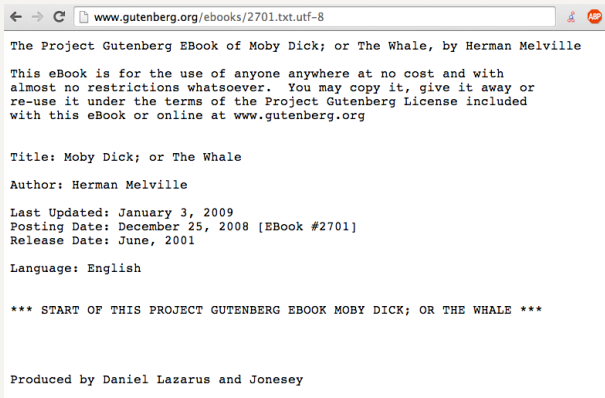 www.gutenberg.org/ebooks/2701.txt.utf-8
ABP
The Project Gutenberg EBook of Moby Dick; or The Whale, by Herman Melville
This eBook is for the use of anyone anywhere at no cost and with
almost no restrictions whatsoever.  You may copy it, give it away or
re-use it under the terms of the Project Gutenberg License included
with this eBook or online at www.gutenberg.org
Title: Moby Dick; or The Whale
Author: Herman Melville
Last Updated: January 3, 2009
Posting Date: December 25, 2008 [EBook #2701]
Release Date: June, 2001
Language: English
*** START OF THIS PROJECT GUTENBERG EBOOK MOBY DICK; OR THE WHALE ***
Produced by Daniel Lazarus and Jonesey